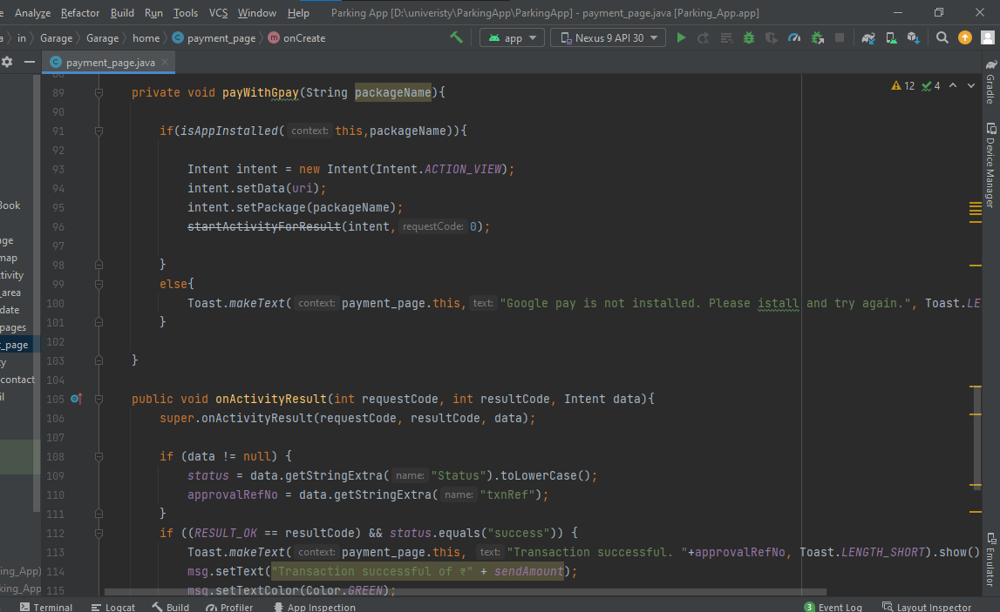 Analyze Refactor Build Run Tools VCS Window Help Parking App [D:\univeristy\ParkingApp\ParkingApp] - payment_page.java [Parking_App.app]
in Garage Garage home payment_page onCreate app Nexus 9 API 30
payment_page.java
89 private void payWithGpay(String packageName){
12 4
90
91 if(isAppInstalled( context: this,packageName)){
92
93 Intent intent = new Intent(Intent.ACTION_VIEW);
94 intent.setData(uri);
95 intent.setPackage(packageName);
96 startActivityForResult(intent, requestCode: 0);
97
98 }
99 else{
100 Toast.makeText( context: payment_page.this, text: "Google pay is not installed. Please istall and try again.", Toast.LE
101 }
102
103 }
104
105 public void onActivityResult(int requestCode, int resultCode, Intent data){
106 super.onActivityResult(requestCode, resultCode, data);
107
108 if (data != null) {
109 status = data.getStringExtra( name: "Status").toLowerCase();
110 approvalRefNo = data.getStringExtra( name: "txnRef");
111 }
112 if ((RESULT_OK == resultCode) && status.equals("success")) {
113 Toast.makeText( context: payment_page.this, text: "Transaction successful. "+approvalRefNo, Toast.LENGTH_SHORT).show()
114 msg.setText("Transaction successful of ₹" + sendAmount);
115 msg.setTextColor(Color.GREEN);
Book
age
map
tivity
_area
date
pages
t_page
ty
contact
il
ing_App)
king_App
Gradle
Device Manager
Emulator
Terminal Logcat Build Profiler App Inspection 3 Event Log Layout Inspector